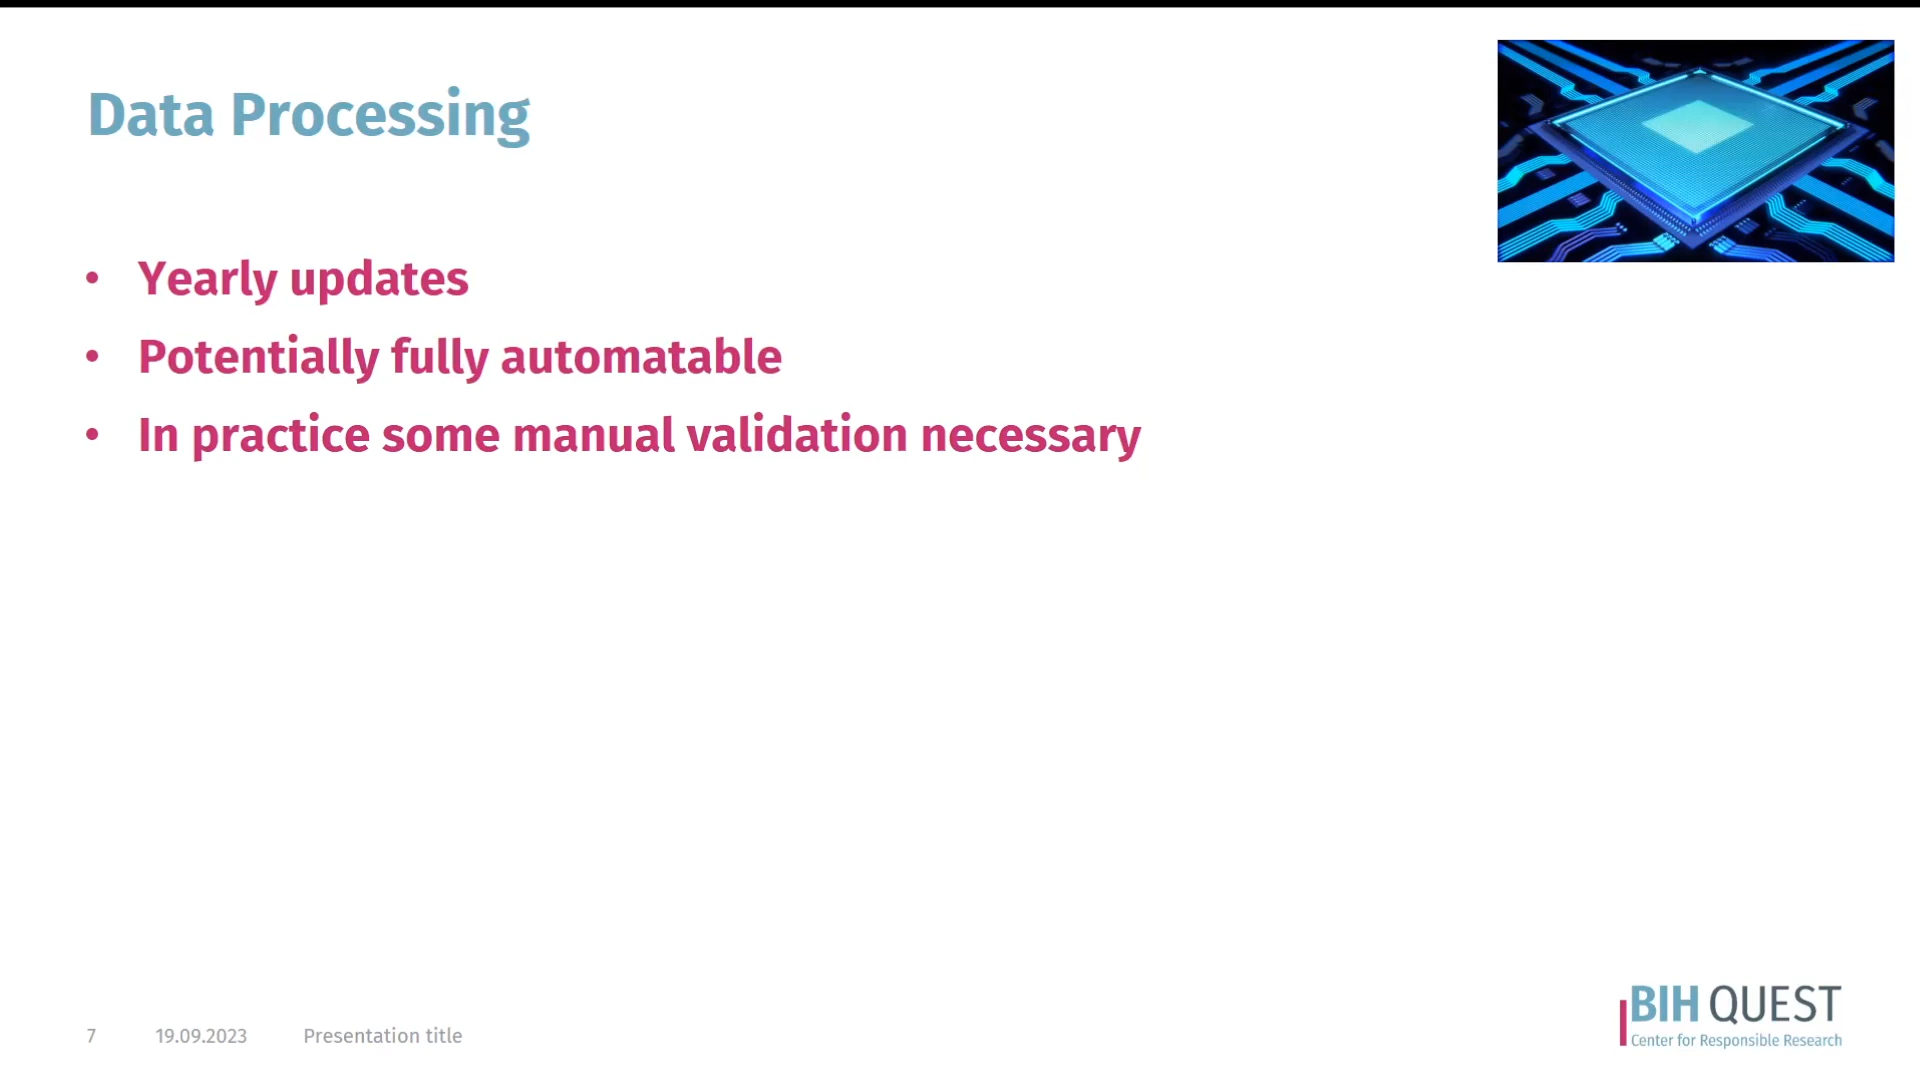 Data Processing
• Yearly updates
• Potentially fully automatable
• In practice some manual validation necessary
7 19.09.2023 Presentation title
BIH QUEST
Center for Responsible Research